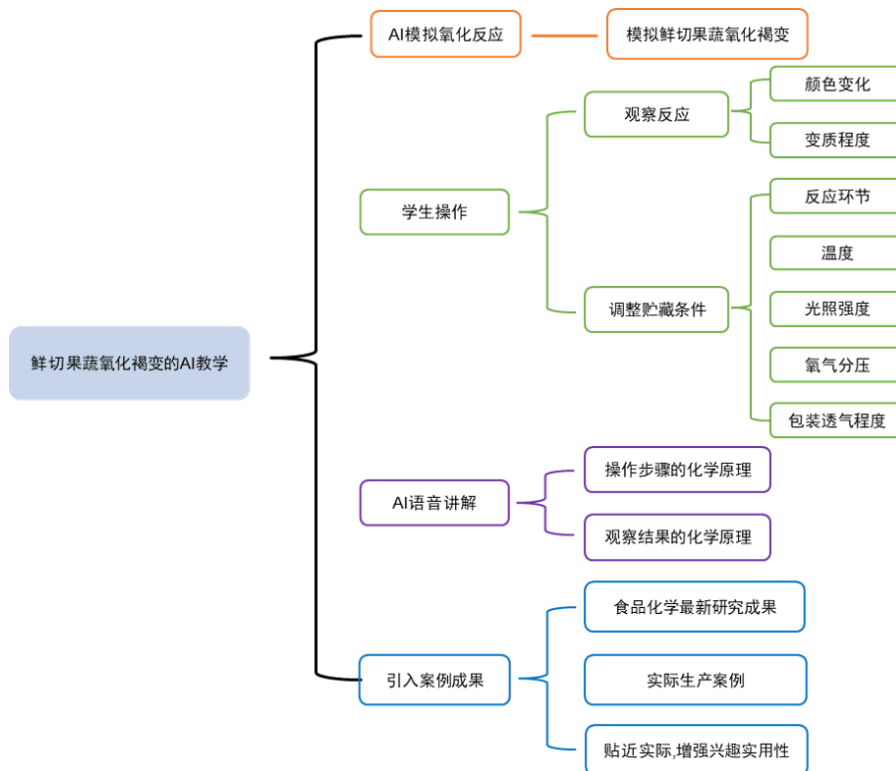 AI模拟氧化反应
模拟鲜切果蔬氧化褐变
颜色变化
观察反应
变质程度
学生操作
反应环节
温度
调整贮藏条件
光照强度
氧气分压
包装透气程度
鲜切果蔬氧化褐变的AI教学
操作步骤的化学原理
AI语音讲解
观察结果的化学原理
食品化学最新研究成果
引入案例成果
实际生产案例
贴近实际,增强兴趣实用性